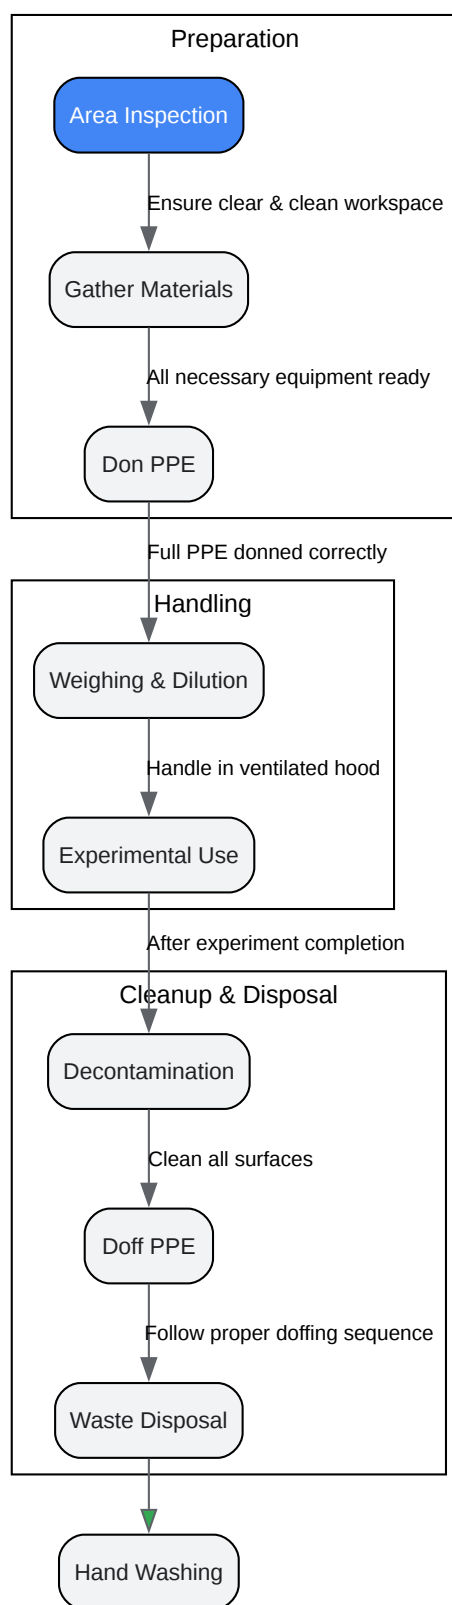 Preparation
Area Inspection
Ensure clear & clean workspace
Gather Materials
All necessary equipment ready
Don PPE
Full PPE donned correctly
Handling
Weighing & Dilution
Handle in ventilated hood
Experimental Use
After experiment completion
Cleanup & Disposal
Decontamination
Clean all surfaces
Doff PPE
Follow proper doffing sequence
Waste Disposal
Hand Washing